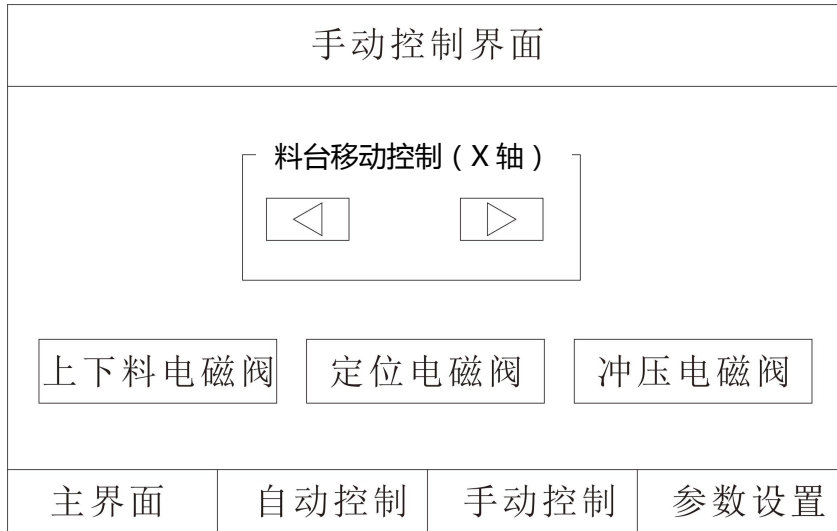 手动控制界面
料台移动控制（X 轴）
上下料电磁阀 定位电磁阀 冲压电磁阀
主界面 自动控制 手动控制 参数设置